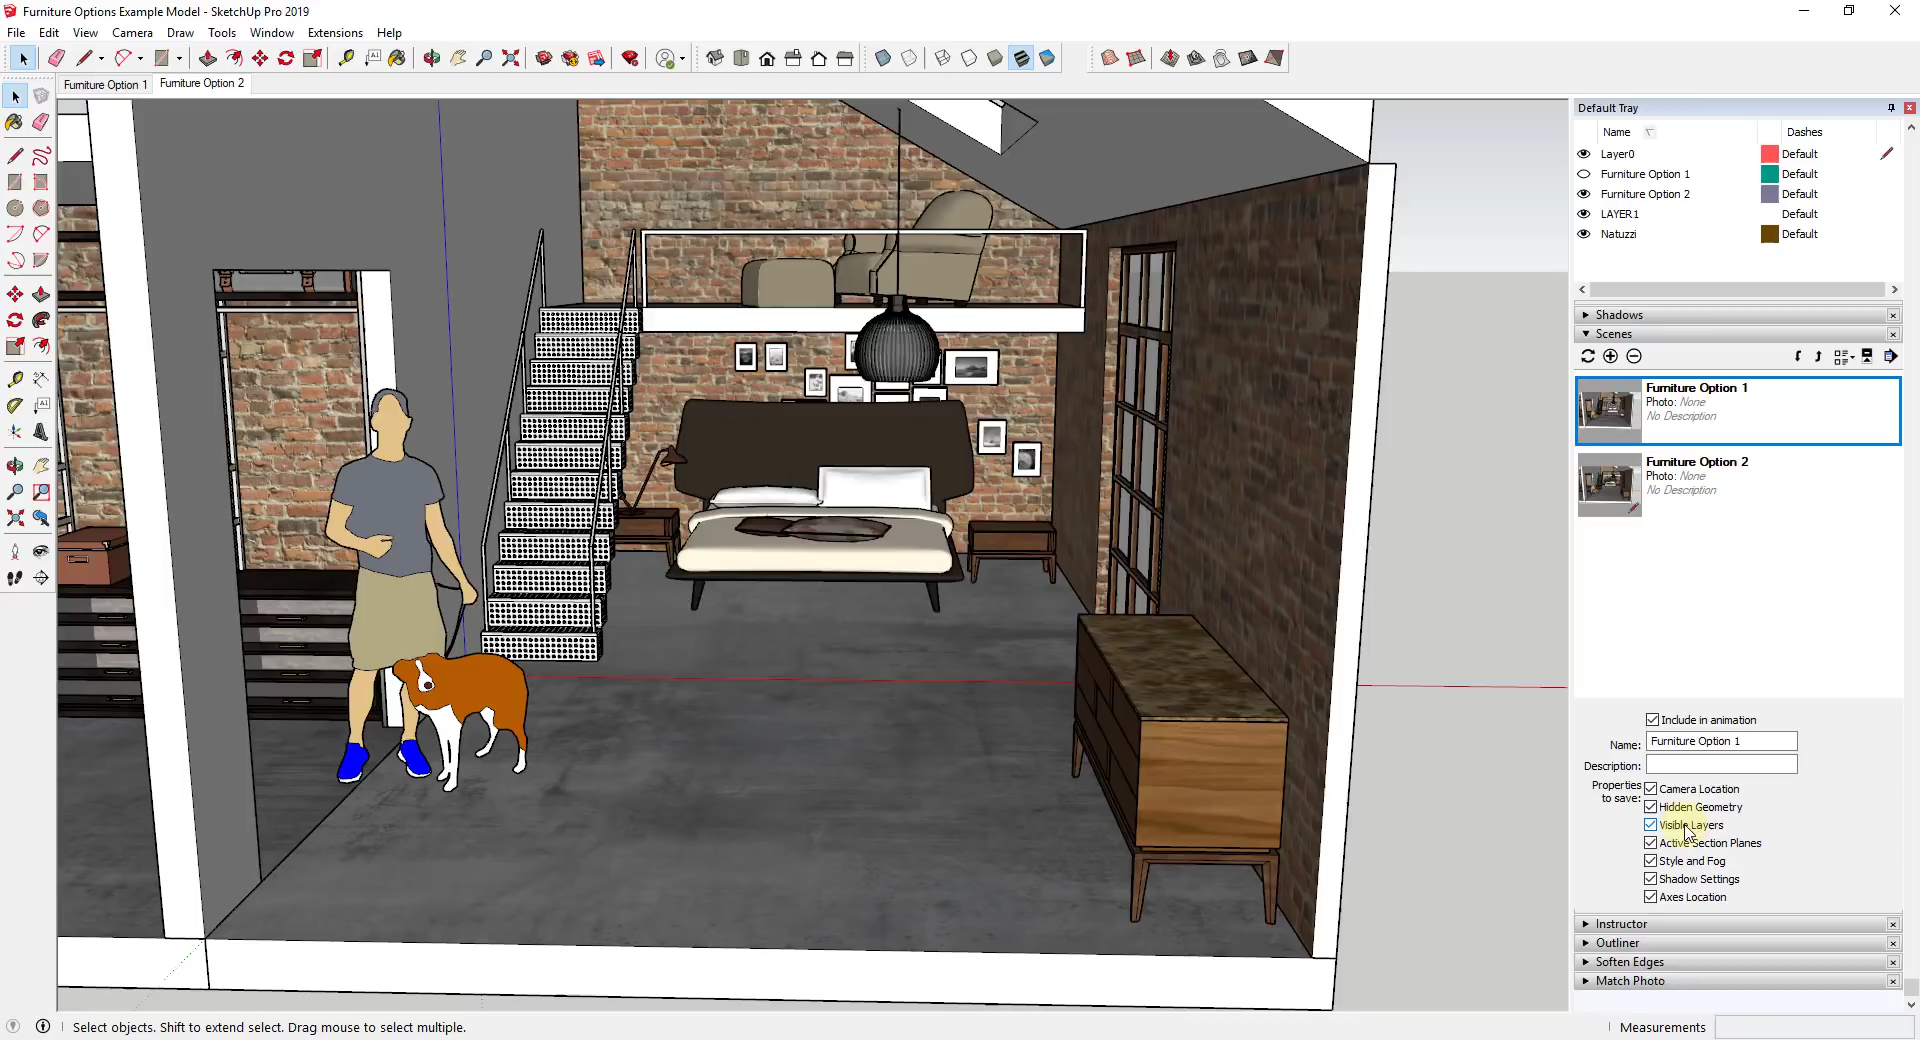 Furniture Options Example Model - SketchUp Pro 2019
File Edit View Camera Draw Tools Window Extensions Help
Furniture Option 1 Furniture Option 2
Default Tray
Name Dashes
Layer0 Default
Furniture Option 1 Default
Furniture Option 2 Default
LAYER1 Default
Natuzzi Default
Shadows
Scenes
Furniture Option 1
Photo: None
No Description
Furniture Option 2
Photo: None
No Description
Include in animation
Name: Furniture Option 1
Description:
Properties to save:
Camera Location
Hidden Geometry
Visible Layers
Active Section Planes
Style and Fog
Shadow Settings
Axes Location
Instructor
Outliner
Soften Edges
Match Photo
Select objects. Shift to extend select. Drag mouse to select multiple.
Measurements